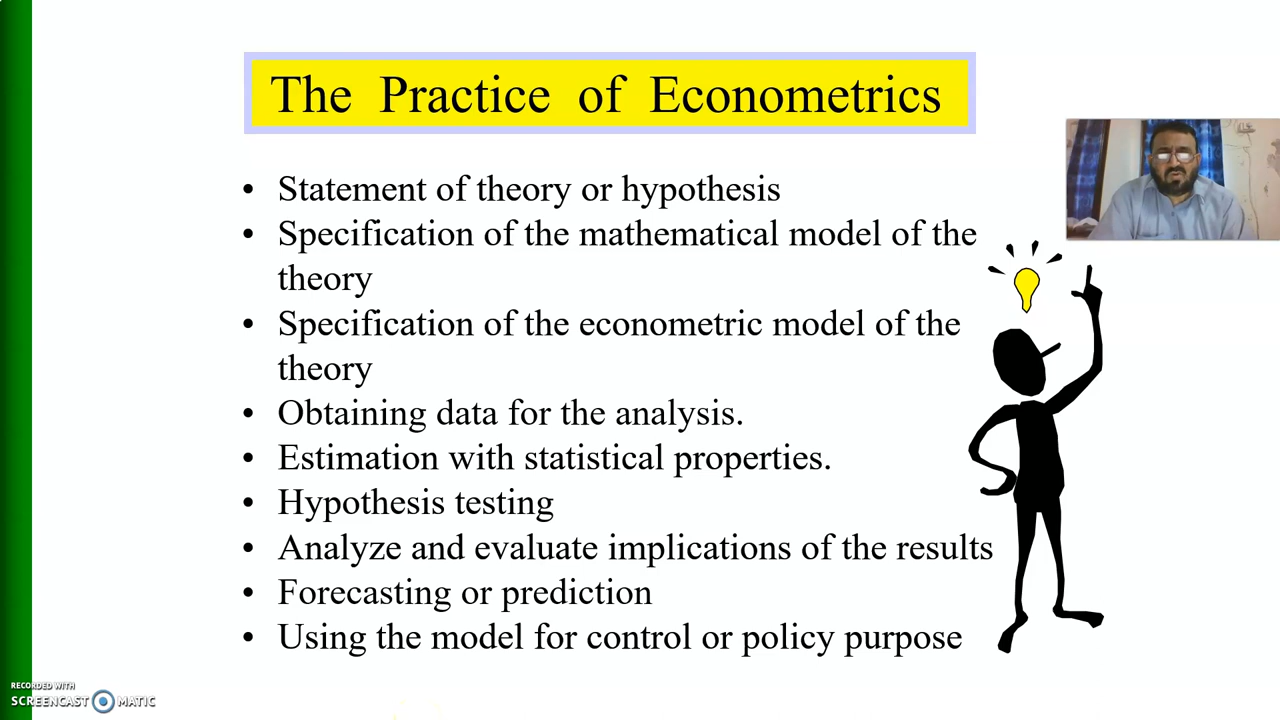 The Practice of Econometrics
• Statement of theory or hypothesis
• Specification of the mathematical model of the
theory
• Specification of the econometric model of the
theory
• Obtaining data for the analysis.
• Estimation with statistical properties.
• Hypothesis testing
• Analyze and evaluate implications of the results
• Forecasting or prediction
• Using the model for control or policy purpose
RECORDED WITH
SCREENCAST MATIC